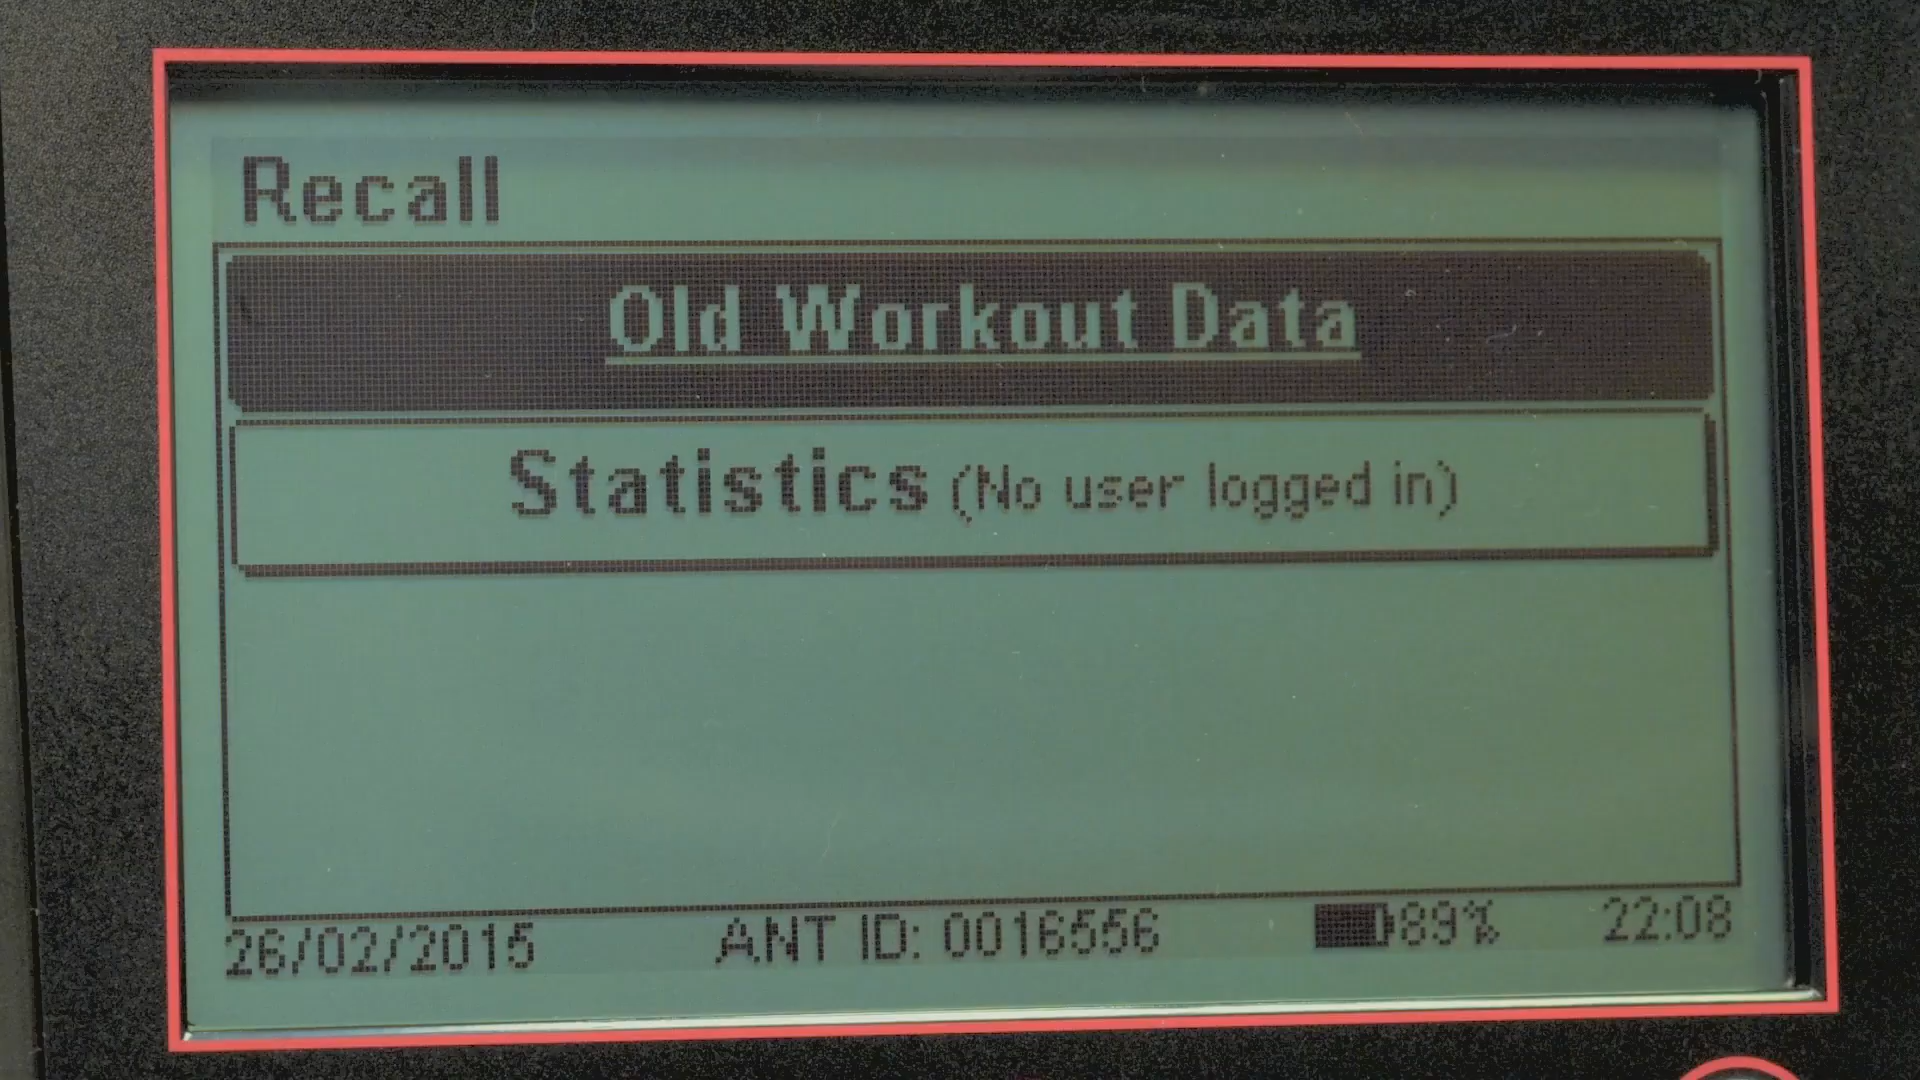 Recall
Old Workout Data
Statistics (No user logged in)
26/02/2015 ANT ID: 0016556 89% 22:08